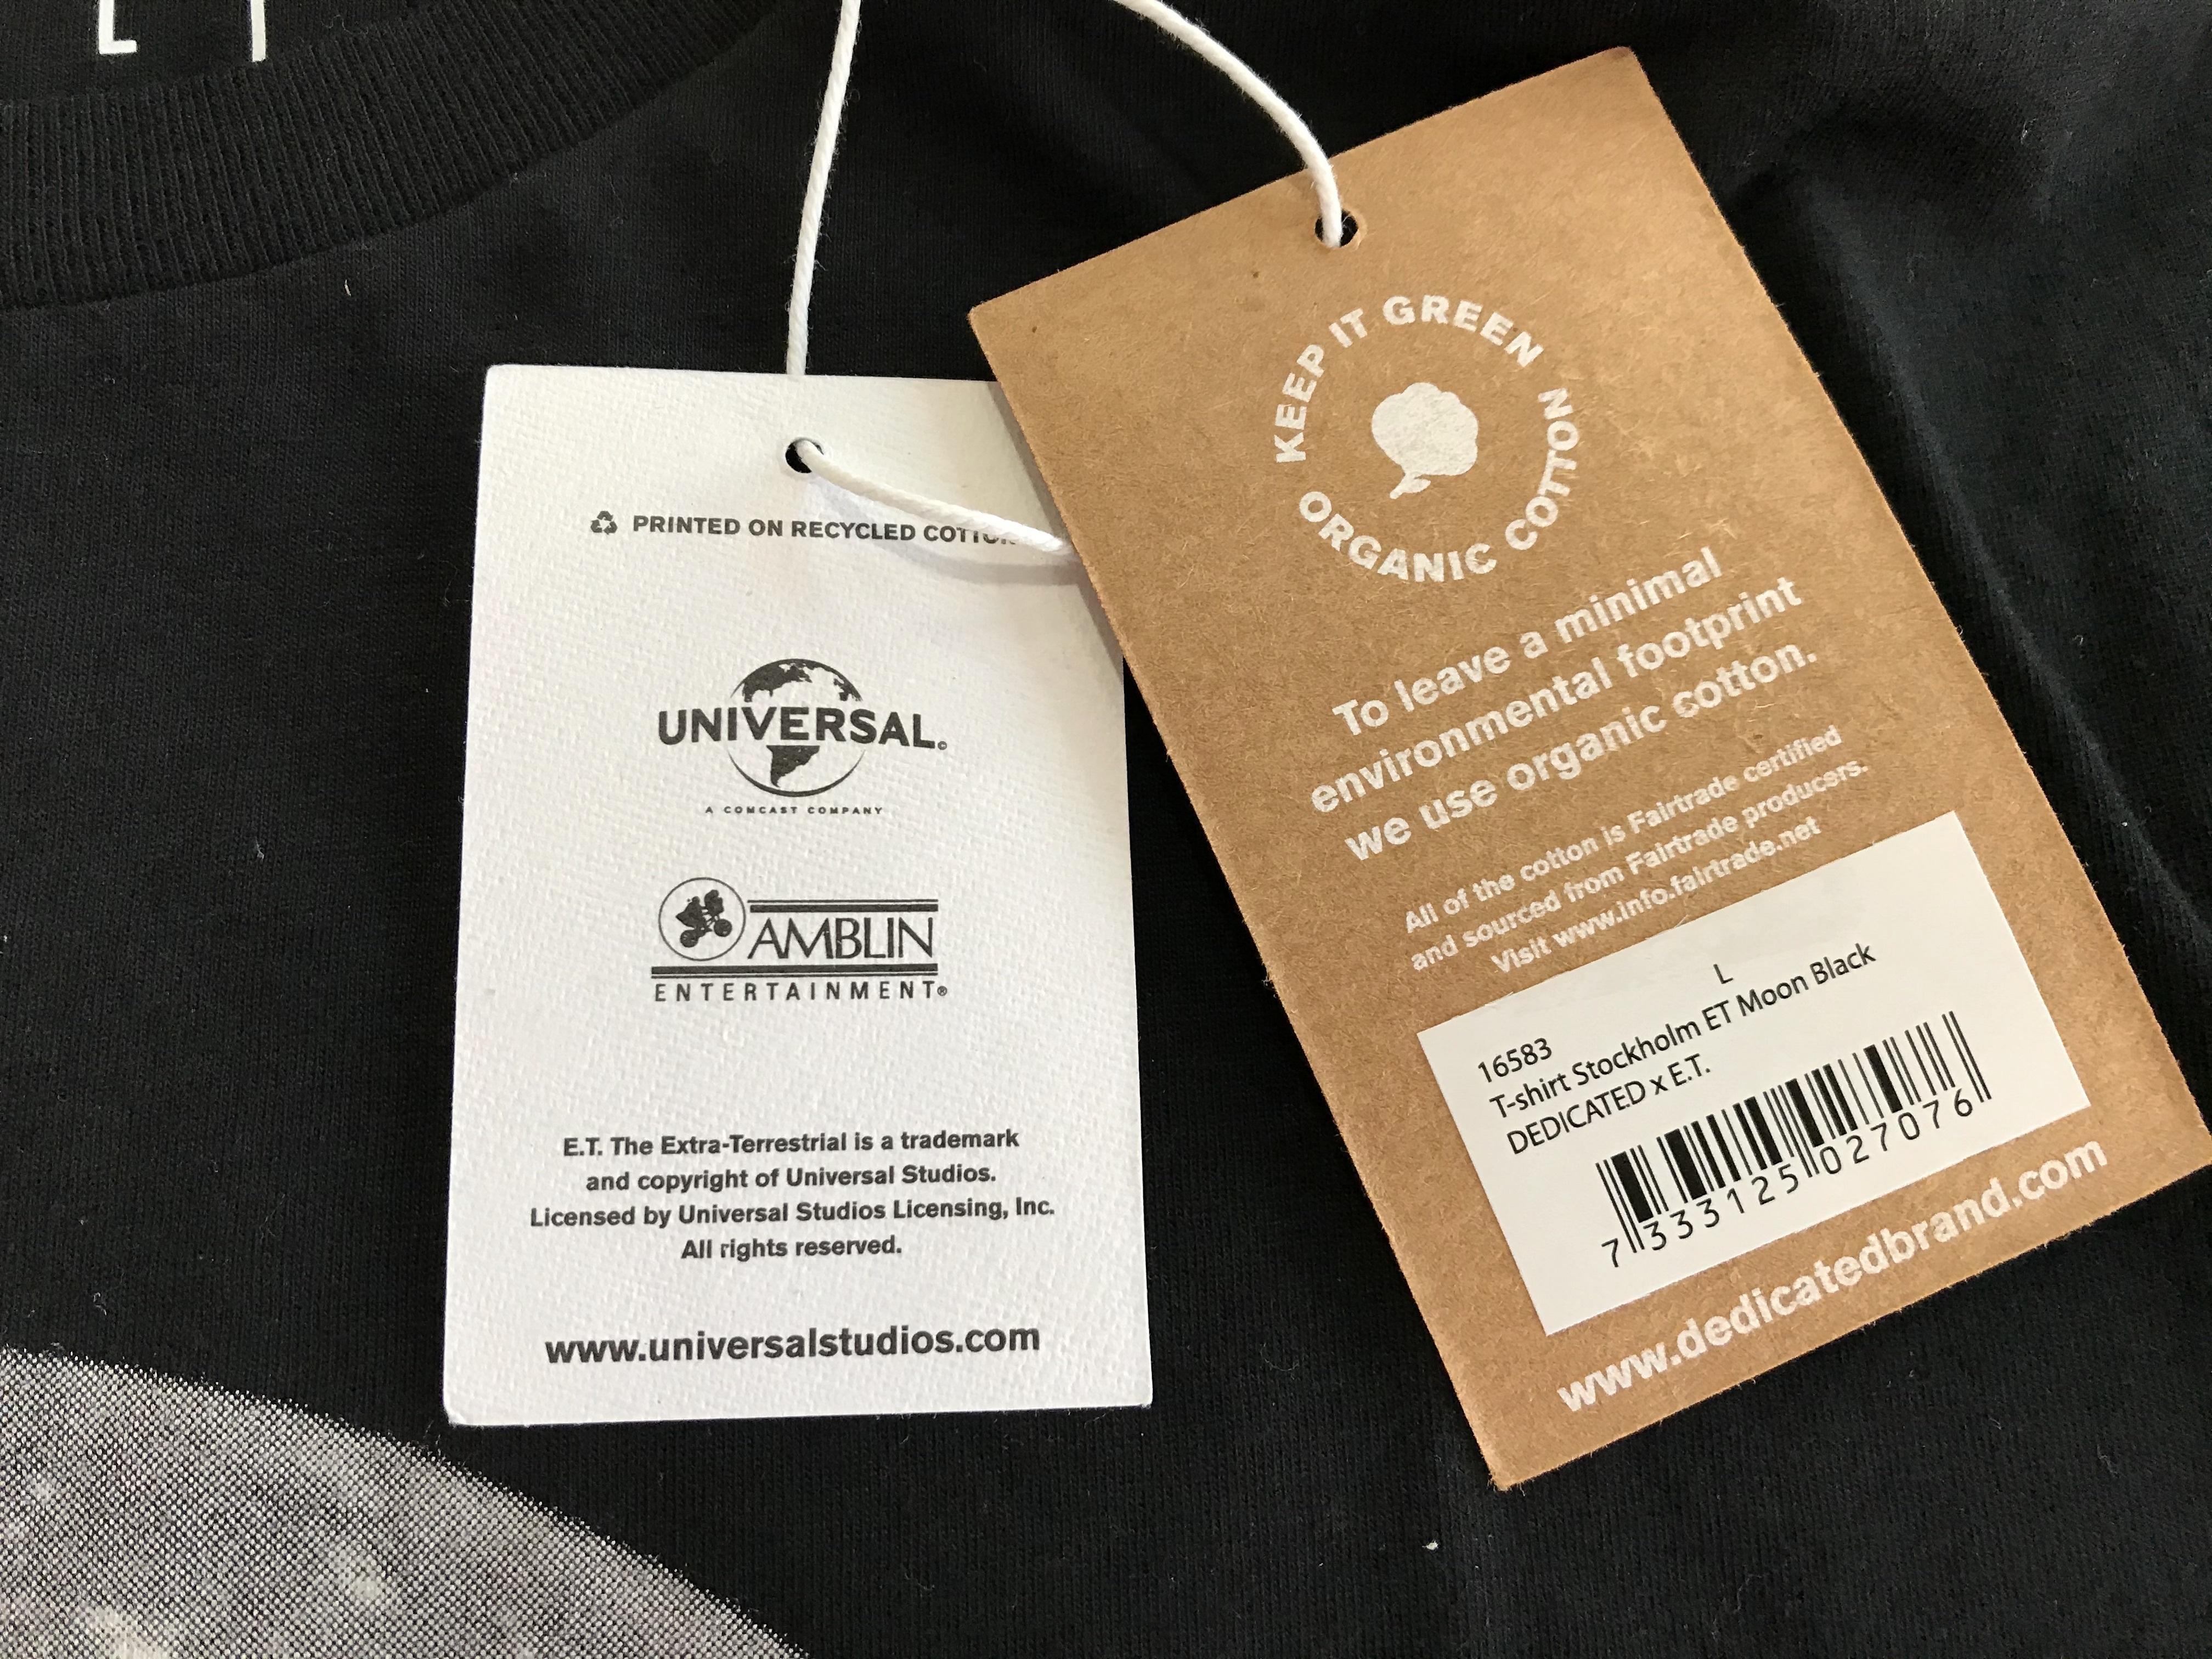 PRINTED ON RECYCLED
UNIVERSAL
A COMCAST COMPANY
AMBLIN
ENTERTAINMENT®
E.T. The Extra-Terrestrial is a trademark
and copyright of Universal Studios.
Licensed by Universal Studios Licensing, Inc.
All rights reserved.
www.universalstudios.com
KEEP IT GREEN
ORGANIC COTTON
To leave a minimal
environmental footprint
we use organic cotton.
All of the cotton is Fairtrade certified
and sourced from Fairtrade producers.
Visit www.info.fairtrade.net
L
16583
T-shirt Stockholm ET Moon Black
DEDICATED x E.T.
7 333125 027076
www.dedicatedbrand.com